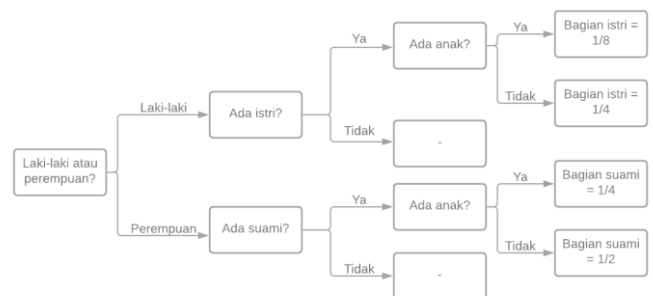 Laki-laki atau
perempuan?
Laki-laki
Ada istri?
Ya
Ada anak?
Ya
Bagian istri =
1/8
Tidak
Bagian istri =
1/4
Tidak
-
Perempuan
Ada suami?
Ya
Ada anak?
Ya
Bagian suami
= 1/4
Tidak
Bagian suami
= 1/2
Tidak
-